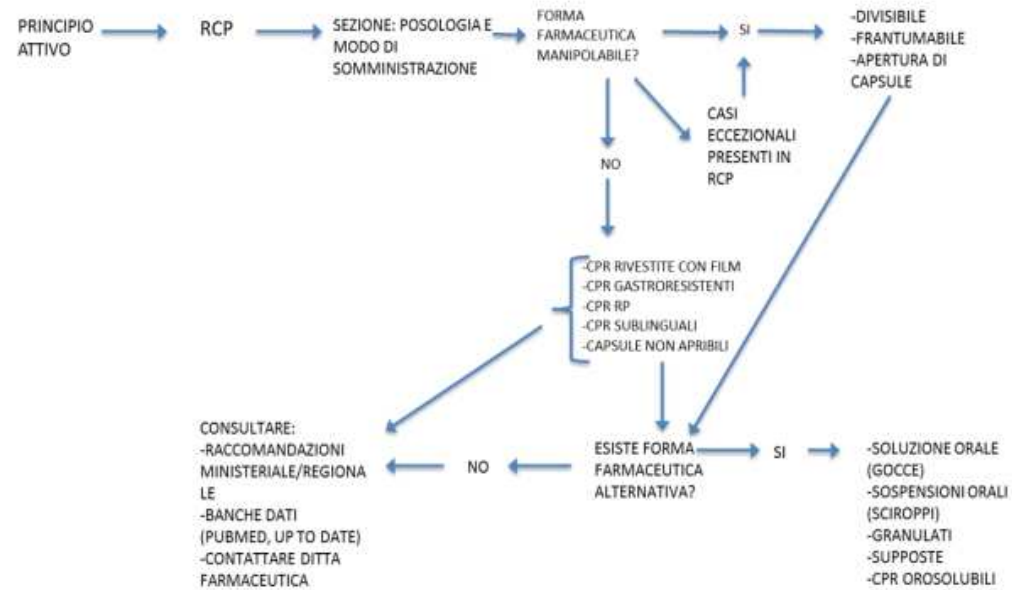 PRINCIPIO
ATTIVO
RCP
SEZIONE: POSOLOGIA E
MODO DI
SOMMINISTRAZIONE
FORMA
FARMACEUTICA
MANIPOLABILE?
SI
-DIVISIBILE
-FRANTUMABILE
-APERTURA DI
CAPSULE
CASI
ECCEZIONALI
PRESENTI IN
RCP
NO
-CPR RIVESTITE CON FILM
-CPR GASTRORESISTENTI
-CPR RP
-CPR SUBLINGUALI
-CAPSULE NON APRIBILI
CONSULTARE:
-RACCOMANDAZIONI
MINISTERIALE/REGIONA
LE
-BANCHE DATI
(PUBMED, UP TO DATE)
-CONTATTARE DITTA
FARMACEUTICA
NO
ESISTE FORMA
FARMACEUTICA
ALTERNATIVA?
SI
-SOLUZIONE ORALE
(GOCCE)
-SOSPENSIONI ORALI
(SCIROPPI)
-GRANULATI
-SUPPOSTE
-CPR OROSOLUBILI